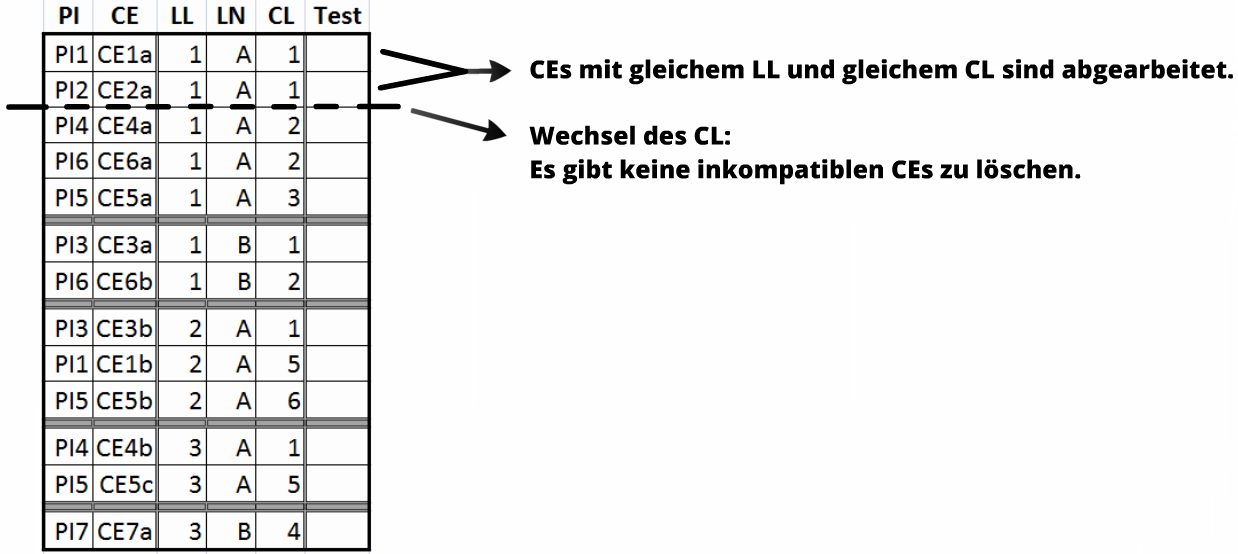 PI CE LL LN CL Test
PI1 CE1a 1 A 1
PI2 CE2a 1 A 1
PI4 CE4a 1 A 2
PI6 CE6a 1 A 2
PI5 CE5a 1 A 3
PI3 CE3a 1 B 1
PI6 CE6b 1 B 2
PI3 CE3b 2 A 1
PI1 CE1b 2 A 5
PI5 CE5b 2 A 6
PI4 CE4b 3 A 1
PI5 CE5c 3 A 5
PI7 CE7a 3 B 4
CEs mit gleichem LL und gleichem CL sind abgearbeitet.
Wechsel des CL:
Es gibt keine inkompatiblen CEs zu löschen.